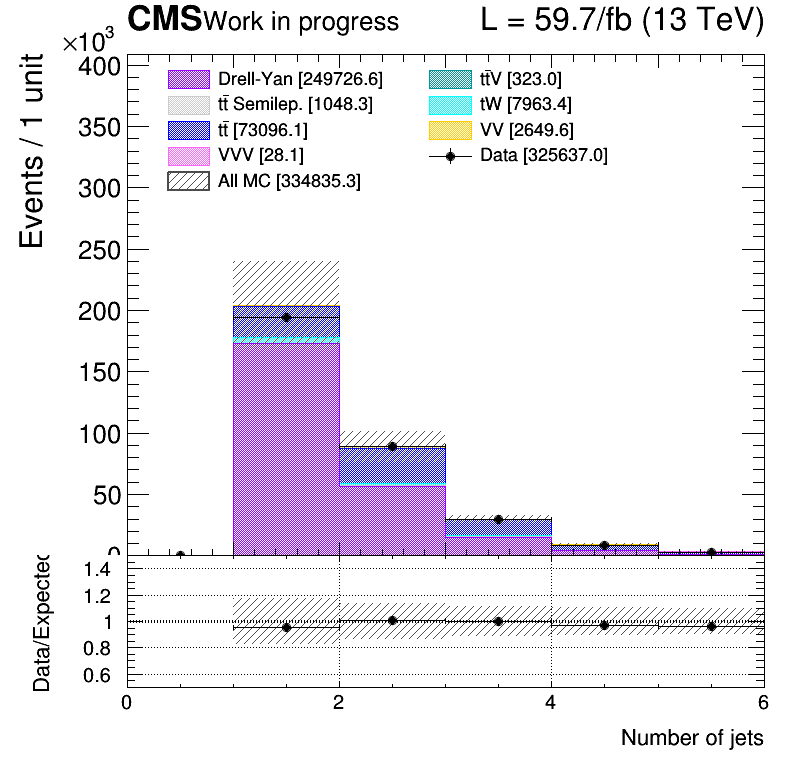 CMS Work in progress L = 59.7/fb (13 TeV)
×10³
Events / 1 unit
400
350
300
250
200
150
100
50
0
Drell-Yan [249726.6]
tt̄ Semilep. [1048.3]
tt̄ [73096.1]
VVV [28.1]
All MC [334835.3]
tt̄V [323.0]
tW [7963.4]
VV [2649.6]
Data [325637.0]
Data/Expected
1.4
1.2
1
0.8
0.6
0 2 4 6
Number of jets